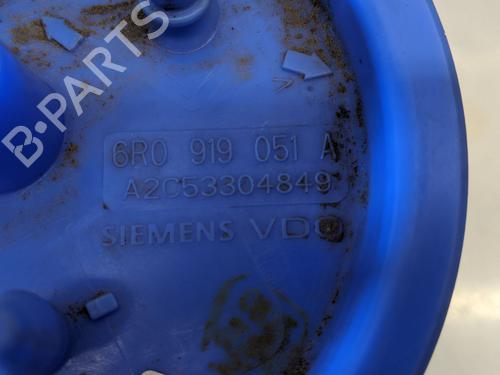 B-PARTS
6R0 919 051 A
A2C53304849
SIEMENS VDO